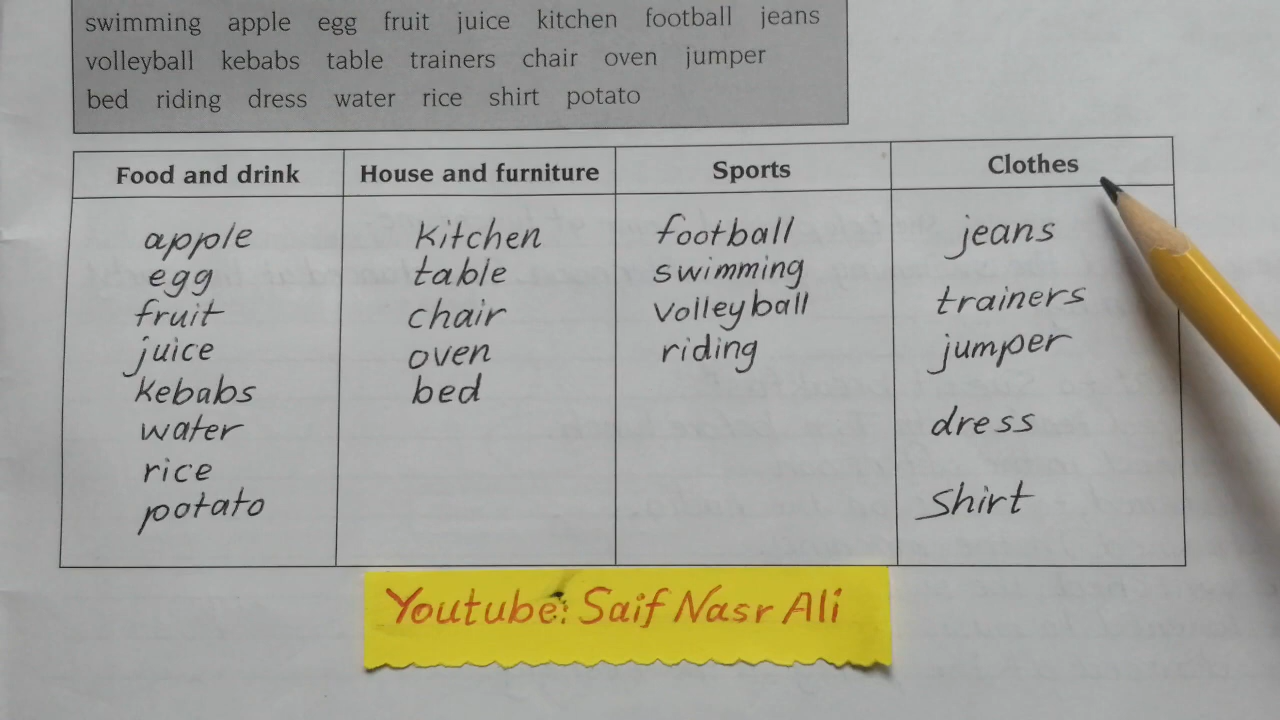 swimming apple egg fruit juice kitchen football jeans
volleyball kebabs table trainers chair oven jumper
bed riding dress water rice shirt potato
Food and drink House and furniture Sports Clothes
apple kitchen football jeans
egg table swimming trainers
fruit chair volleyball jumper
juice oven riding dress
kebabs bed shirt
water
rice
potato
Youtube: Saif Nasr Ali